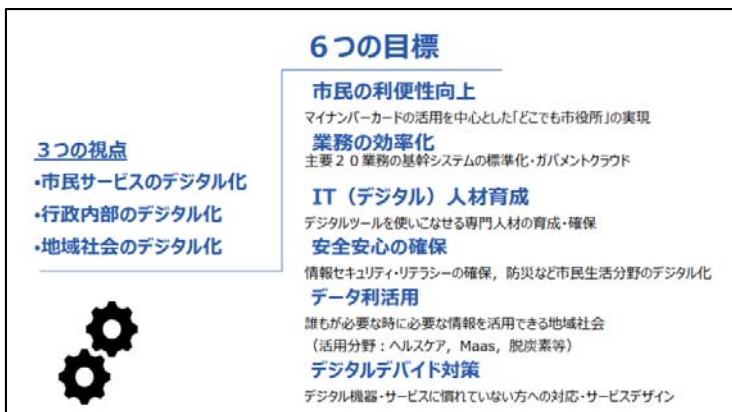 6つの目標
市民の利便性向上
マイナンバーカードの活用を中心とした「どこでも市役所」の実現
業務の効率化
主要20業務の基幹システムの標準化・ガバメントクラウド
IT（デジタル）人材育成
デジタルツールを使いこなせる専門人材の育成・確保
安全安心の確保
情報セキュリティ・リテラシーの確保，防災など市民生活分野のデジタル化
データ利活用
誰もが必要な時に必要な情報を活用できる地域社会
（活用分野：ヘルスケア，Maas，脱炭素等）
デジタルデバイド対策
デジタル機器・サービスに慣れていない方への対応・サービスデザイン
3つの視点
•市民サービスのデジタル化
•行政内部のデジタル化
•地域社会のデジタル化